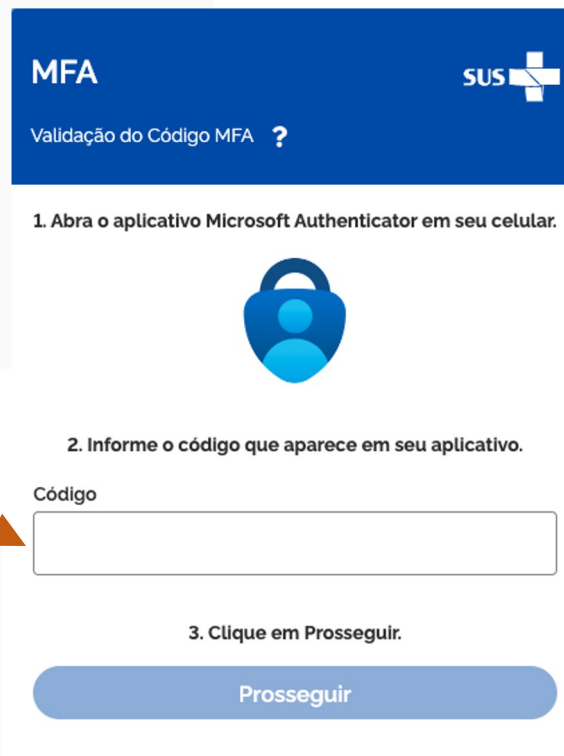 MFA
SUS
Validação do Código MFA ?
1. Abra o aplicativo Microsoft Authenticator em seu celular.
2. Informe o código que aparece em seu aplicativo.
Código
3. Clique em Prosseguir.
Prosseguir